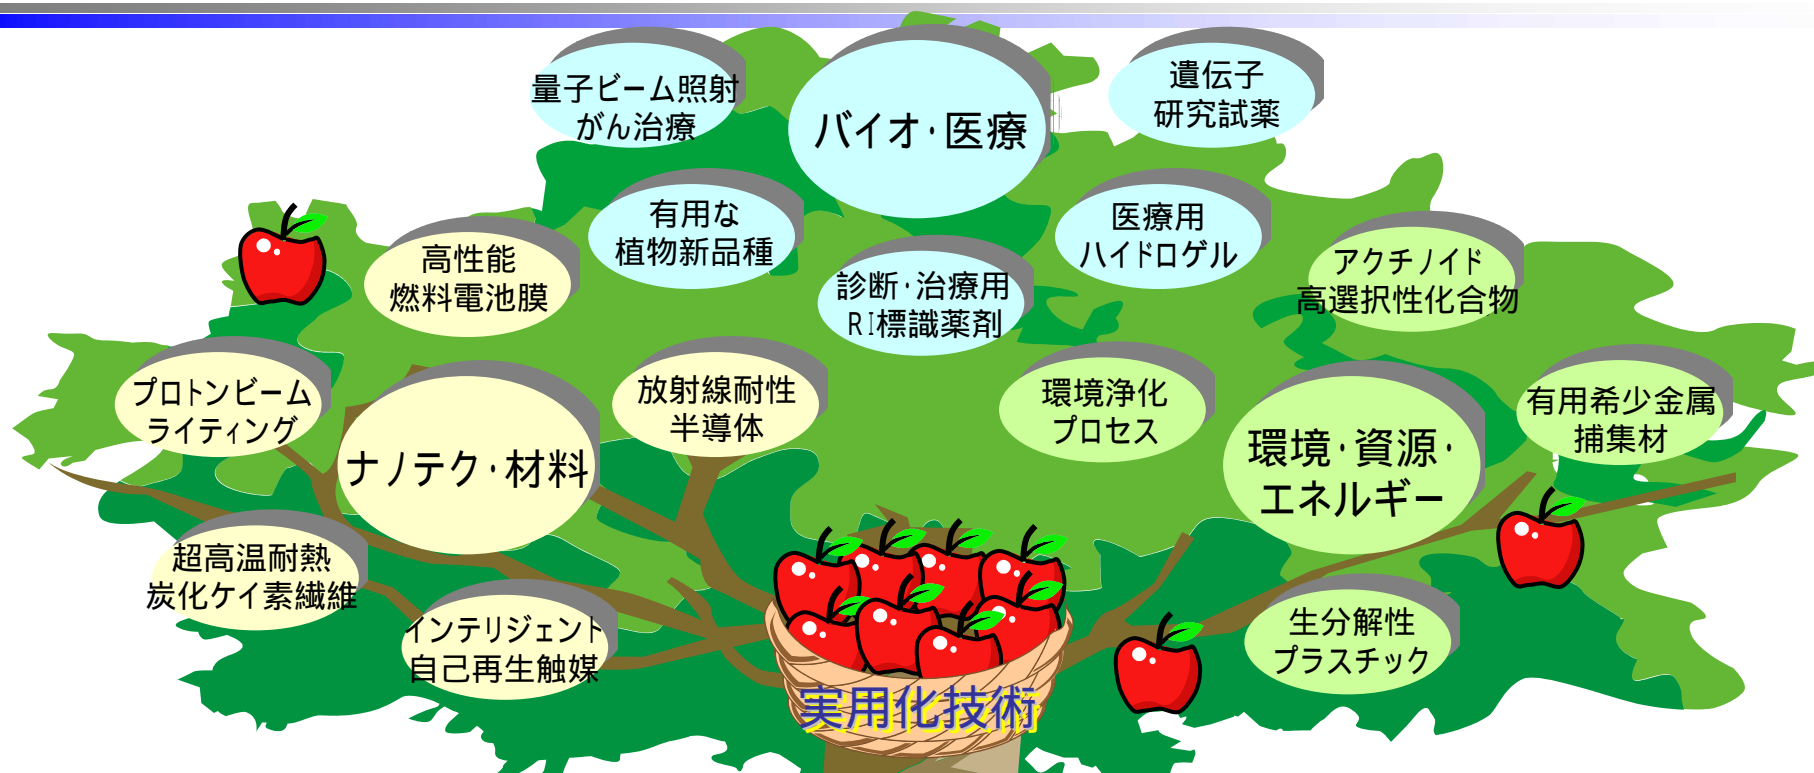 量子ビーム照射
がん治療
バイオ・医療
遺伝子
研究試薬
有用な
植物新品種
医療用
ハイドロゲル
高性能
燃料電池膜
診断・治療用
RI標識薬剤
アクチノイド
高選択性化合物
プロトンビーム
ライティング
放射線耐性
半導体
環境浄化
プロセス
有用希少金属
捕集材
ナノテク・材料
環境・資源・
エネルギー
超高温耐熱
炭化ケイ素繊維
インテリジェント
自己再生触媒
生分解性
プラスチック
実用化技術